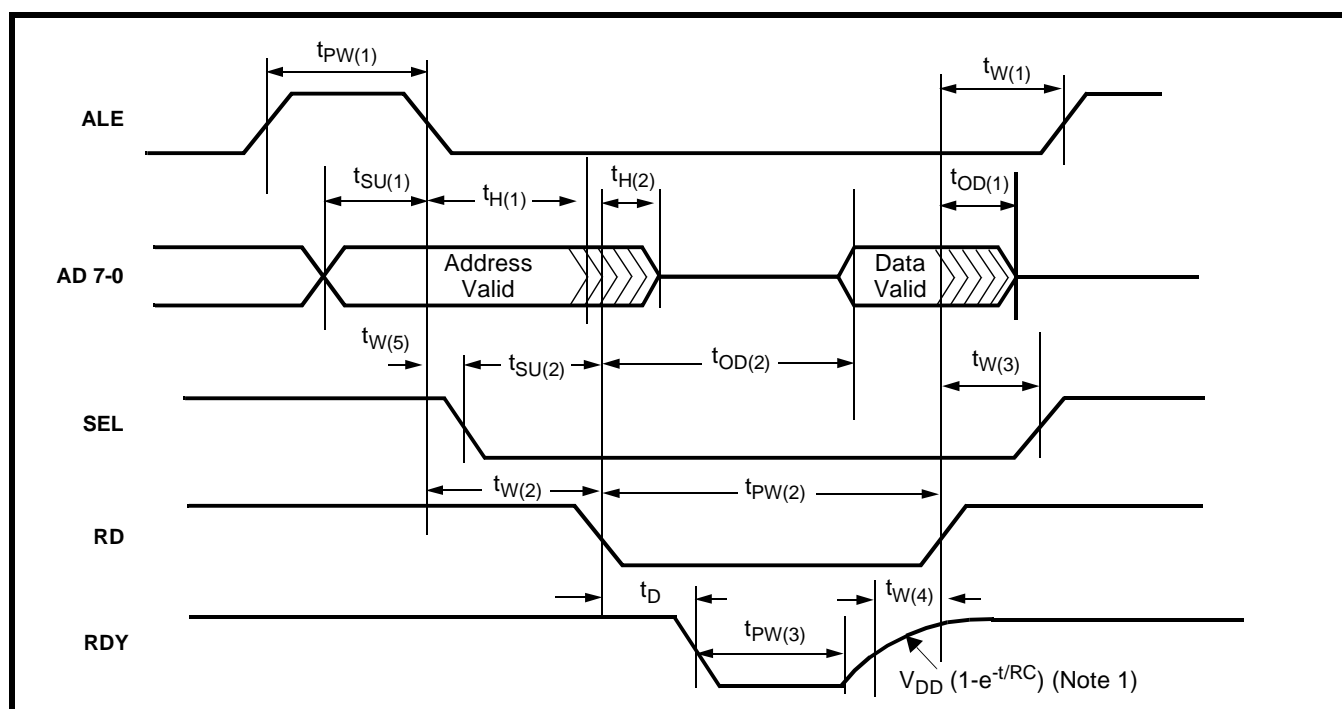 tPW(1)
tW(1)
ALE
tSU(1)
tH(1)
tH(2)
tOD(1)
AD 7-0
Address
Valid
Data
Valid
tW(5)
tSU(2)
tOD(2)
tW(3)
SEL
tW(2)
tPW(2)
RD
tD
tW(4)
RDY
tPW(3)
VDD (1-e-t/RC) (Note 1)